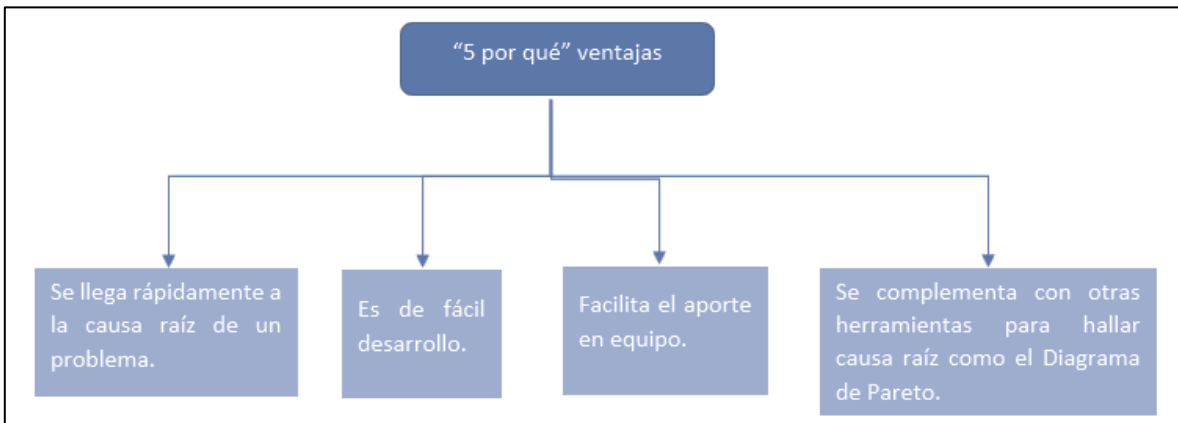 “5 por qué” ventajas
Se llega rápidamente a
la causa raíz de un
problema.
Es de fácil
desarrollo.
Facilita el aporte
en equipo.
Se complementa con otras
herramientas para hallar
causa raíz como el Diagrama
de Pareto.